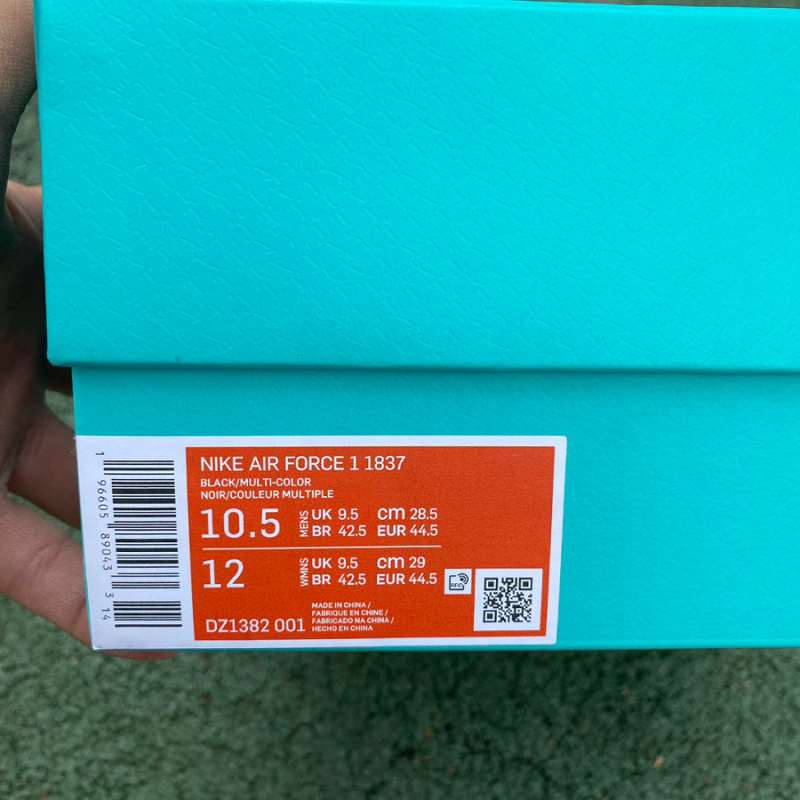 NIKE AIR FORCE 1 1837
BLACK/MULTI-COLOR
NOIR/COULEUR MULTIPLE
10.5 MENS UK 9.5 CM 28.5
BR 42.5 EUR 44.5
12 WMNS UK 9.5 CM 29
BR 42.5 EUR 44.5
RFID
DZ1382 001
MADE IN CHINA /
FABRIQUE EN CHINE /
FABRICADO NA CHINA /
HECHO EN CHINA
1 96605 89043 3 14